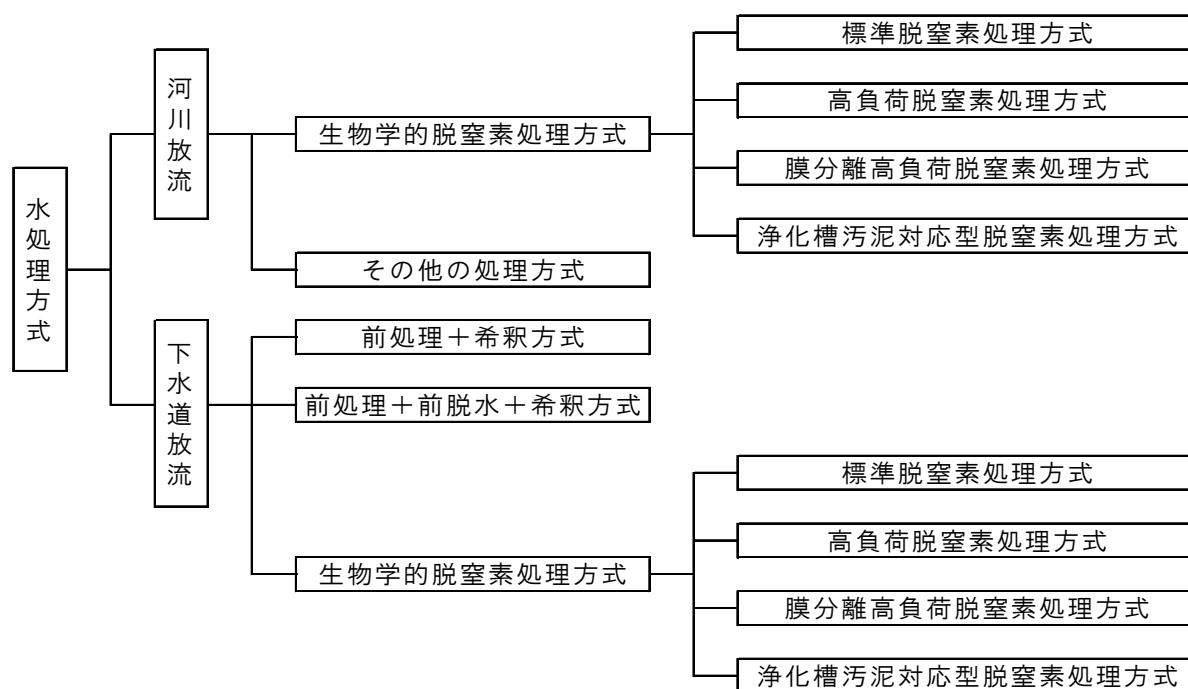 水処理方式
河川放流
生物学的脱窒素処理方式
標準脱窒素処理方式
高負荷脱窒素処理方式
膜分離高負荷脱窒素処理方式
浄化槽汚泥対応型脱窒素処理方式
その他の処理方式
下水道放流
前処理+希釈方式
前処理+前脱水+希釈方式
生物学的脱窒素処理方式
標準脱窒素処理方式
高負荷脱窒素処理方式
膜分離高負荷脱窒素処理方式
浄化槽汚泥対応型脱窒素処理方式